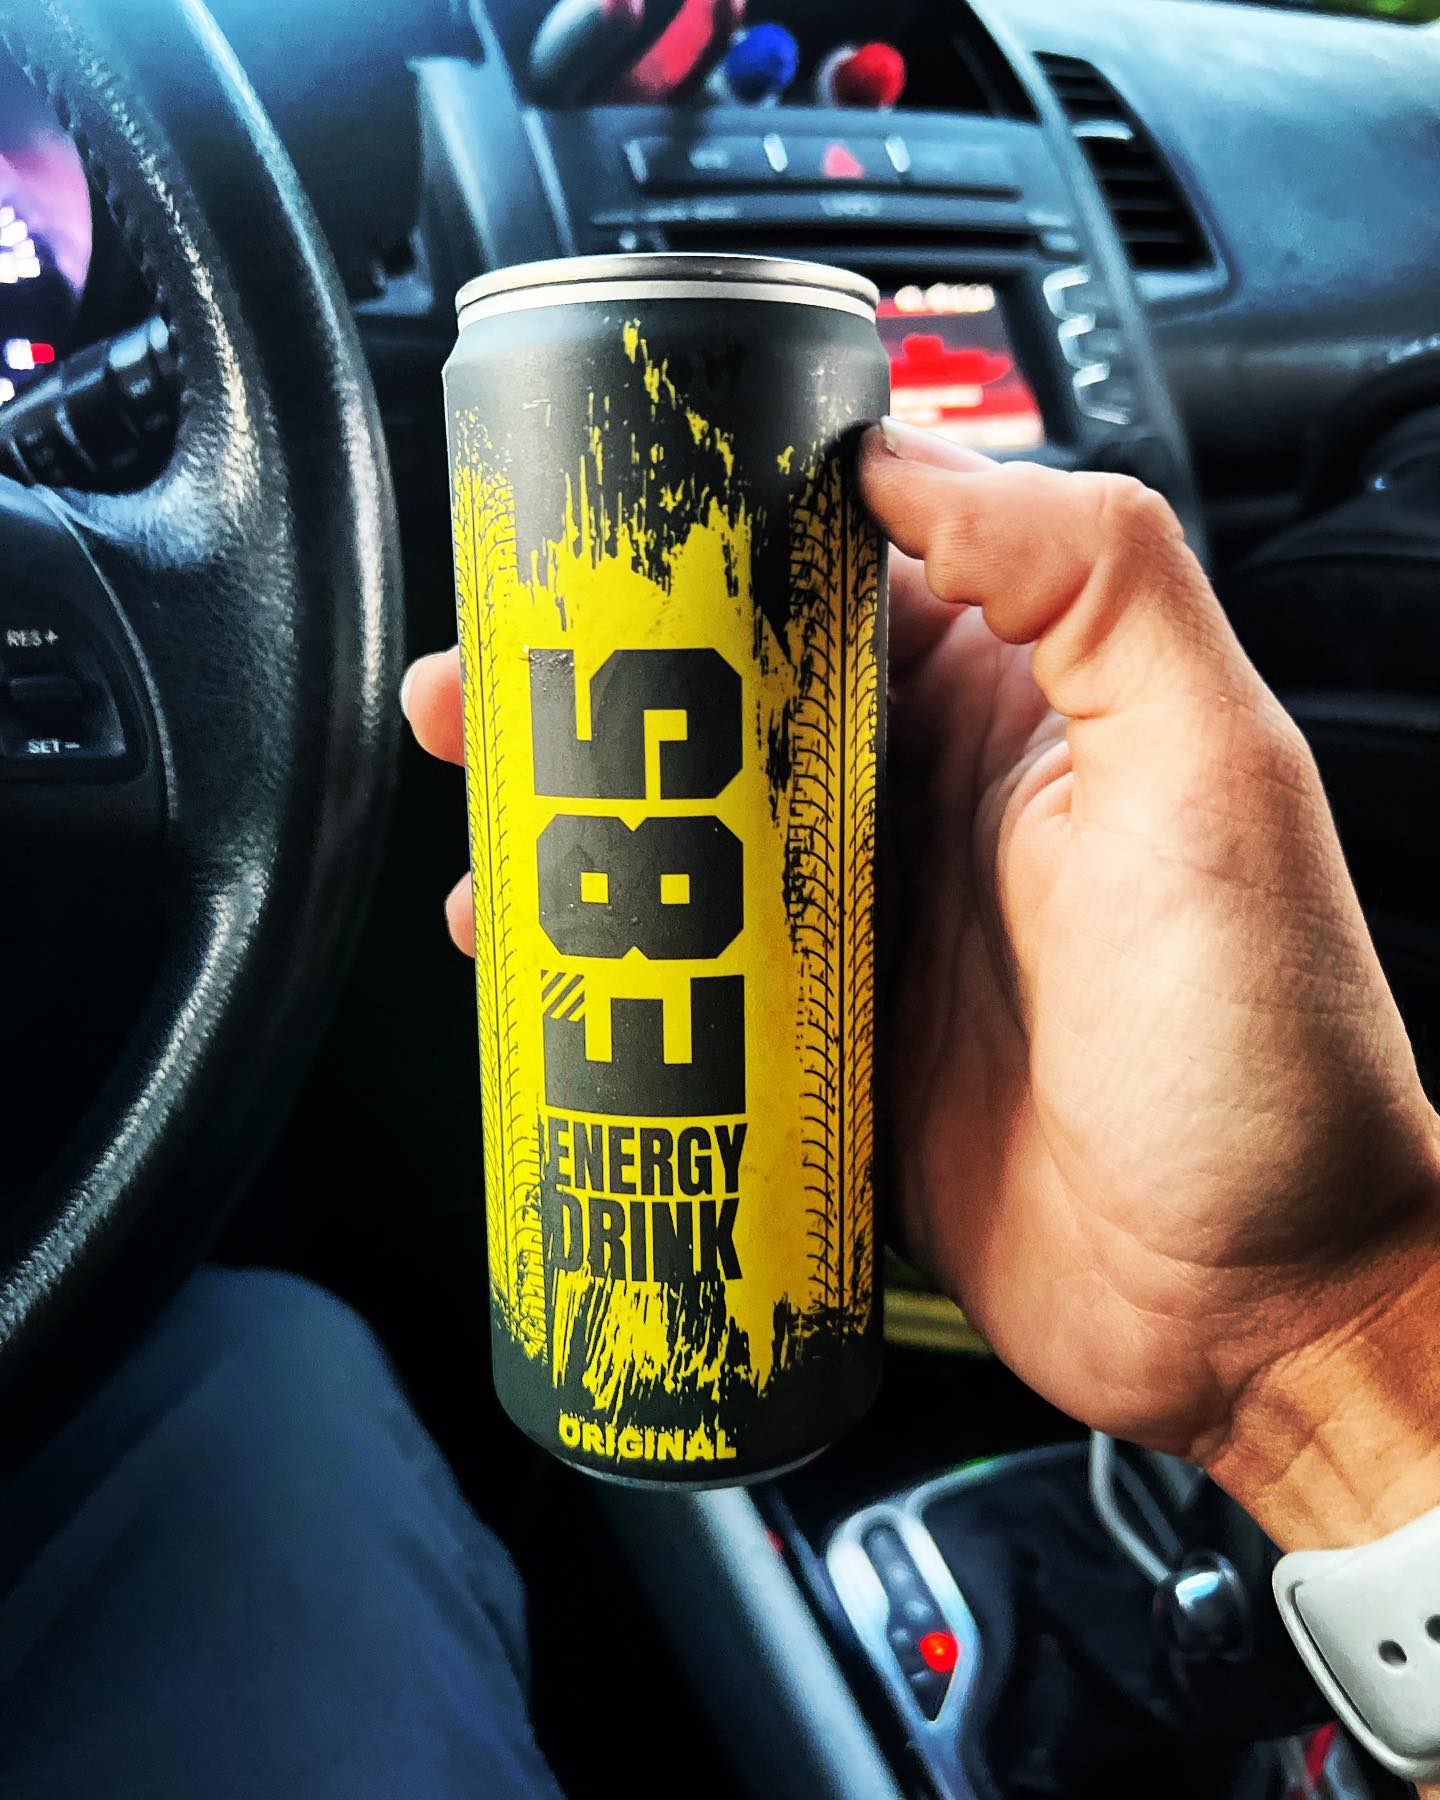 RES+
SET-
E85
ENERGY
DRINK
ORIGINAL